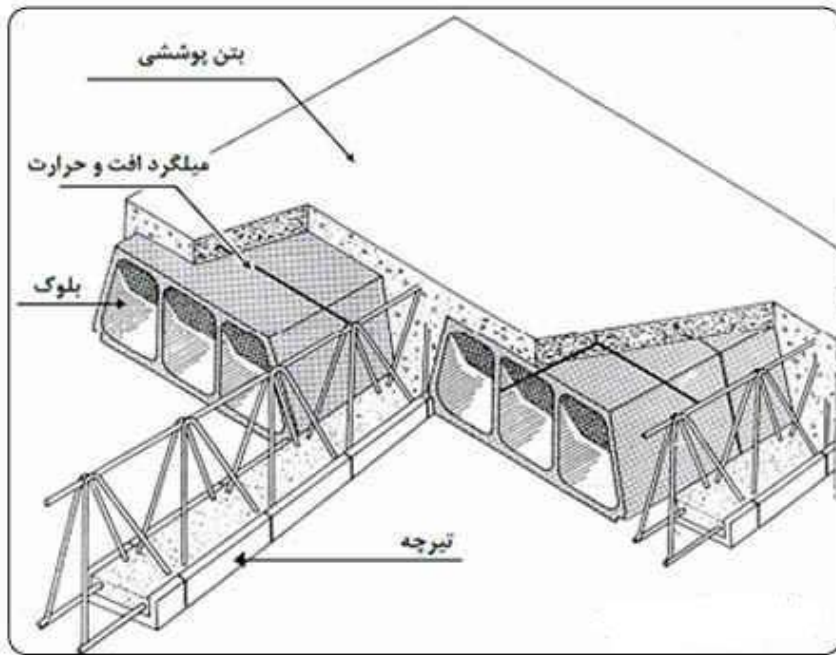 بتن پوششی
میلگرد افت و حرارت
بلوک
تیرچه